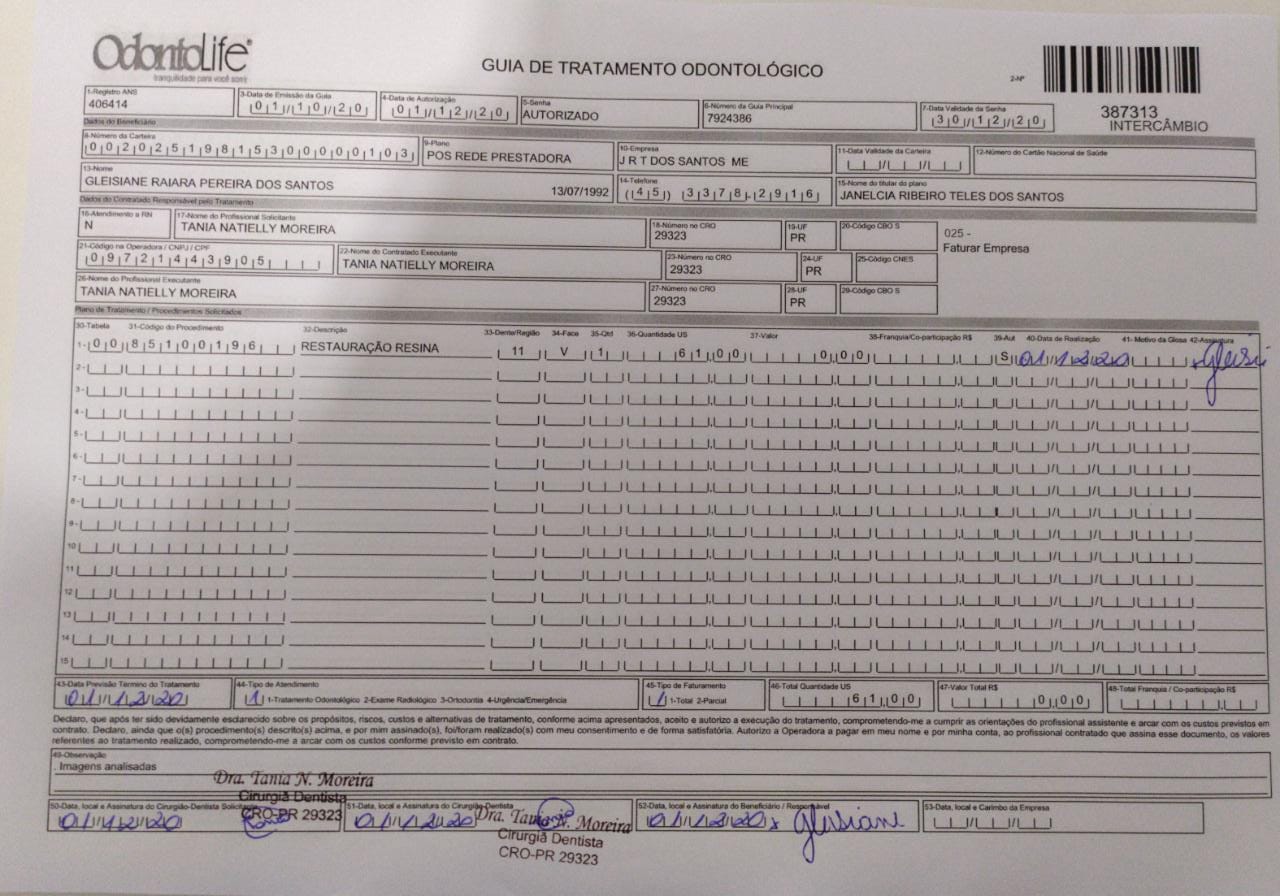 OdontoLife®
tranquilidade para você sorrir
GUIA DE TRATAMENTO ODONTOLÓGICO
2-Nº
387313
INTERCÂMBIO
1-Registro ANS 3-Data de Emissão da Guia 4-Data de Autorização 5-Senha 6-Número da Guia Principal 7-Data Validade da Senha
406414 01/10/20 01/12/20 AUTORIZADO 7924386 30/12/20
Dados do Beneficiário
8-Número da Carteira 9-Plano 10-Empresa 11-Data Validade da Carteira 12-Número do Cartão Nacional de Saúde
00202519815300000103 POS REDE PRESTADORA J R T DOS SANTOS ME
13-Nome 14-Telefone 15-Nome do titular do plano
GLEISIANE RAIARA PEREIRA DOS SANTOS 13/07/1992 (45) 3378-2916 JANELCIA RIBEIRO TELES DOS SANTOS
Dados do Contratado Responsável pelo Tratamento
16-Atendimento a RN 17-Nome do Profissional Solicitante 18-Número no CRO 19-UF 20-Código CBO S
N TANIA NATIELLY MOREIRA 29323 PR
025 -
Faturar Empresa
21-Código na Operadora / CNPJ / CPF 22-Nome do Contratado Executante 23-Número no CRO 24-UF 25-Código CNES
09721443905 TANIA NATIELLY MOREIRA 29323 PR
26-Nome do Profissional Executante 27-Número no CRO 28-UF 29-Código CBO S
TANIA NATIELLY MOREIRA 29323 PR
Plano de Tratamento / Procedimentos Solicitados
30-Tabela 31-Código do Procedimento 32-Descrição 33-Dente/Região 34-Face 35-Qtd 36-Quantidade US 37-Valor 38-Franquia/Co-participação R$ 39-Aut 40-Data de Realização 41- Motivo da Glosa 42-Assinatura
1- 00 85100196 RESTAURAÇÃO RESINA 11 V 1 61,00 0,00 S 01/12/20 x Gleisi
2-
3-
4-
5-
6-
7-
8-
9-
10
11
12
13
14
15
43-Data Previsão Término do Tratamento 44-Tipo de Atendimento 45-Tipo de Faturamento 46-Total Quantidade US 47-Valor Total R$ 48-Total Franquia / Co-participação R$
01/12/20 1 1-Tratamento Odontológico 2-Exame Radiológico 3-Ortodontia 4-Urgência/Emergência 1 1-Total 2-Parcial 61,00 0,00
Declaro, que após ter sido devidamente esclarecido sobre os propósitos, riscos, custos e alternativas de tratamento, conforme acima apresentados, aceito e autorizo a execução do tratamento, comprometendo-me a cumprir as orientações do profissional assistente e arcar com os custos previstos em
contrato. Declaro, ainda que o(s) procedimento(s) descrito(s) acima, e por mim assinado(s), foi/foram realizado(s) com meu consentimento e de forma satisfatória. Autorizo a Operadora a pagar em meu nome e por minha conta, ao profissional contratado que assina esse documento, os valores
referentes ao tratamento realizado, comprometendo-me a arcar com os custos conforme previsto em contrato.
49-Observação
Imagens analisadas
Dra. Tania N. Moreira
Cirurgiã Dentista
CRO-PR 29323
50-Data, local e Assinatura do Cirurgião-Dentista Solicitante 51-Data, local e Assinatura do Cirurgião-Dentista 52-Data, local e Assinatura do Beneficiário / Responsável 53-Data, local e Carimbo da Empresa
01/12/20 01/12/20 01/12/20 x Gleisiane
Dra. Tania N. Moreira
Cirurgiã Dentista
CRO-PR 29323